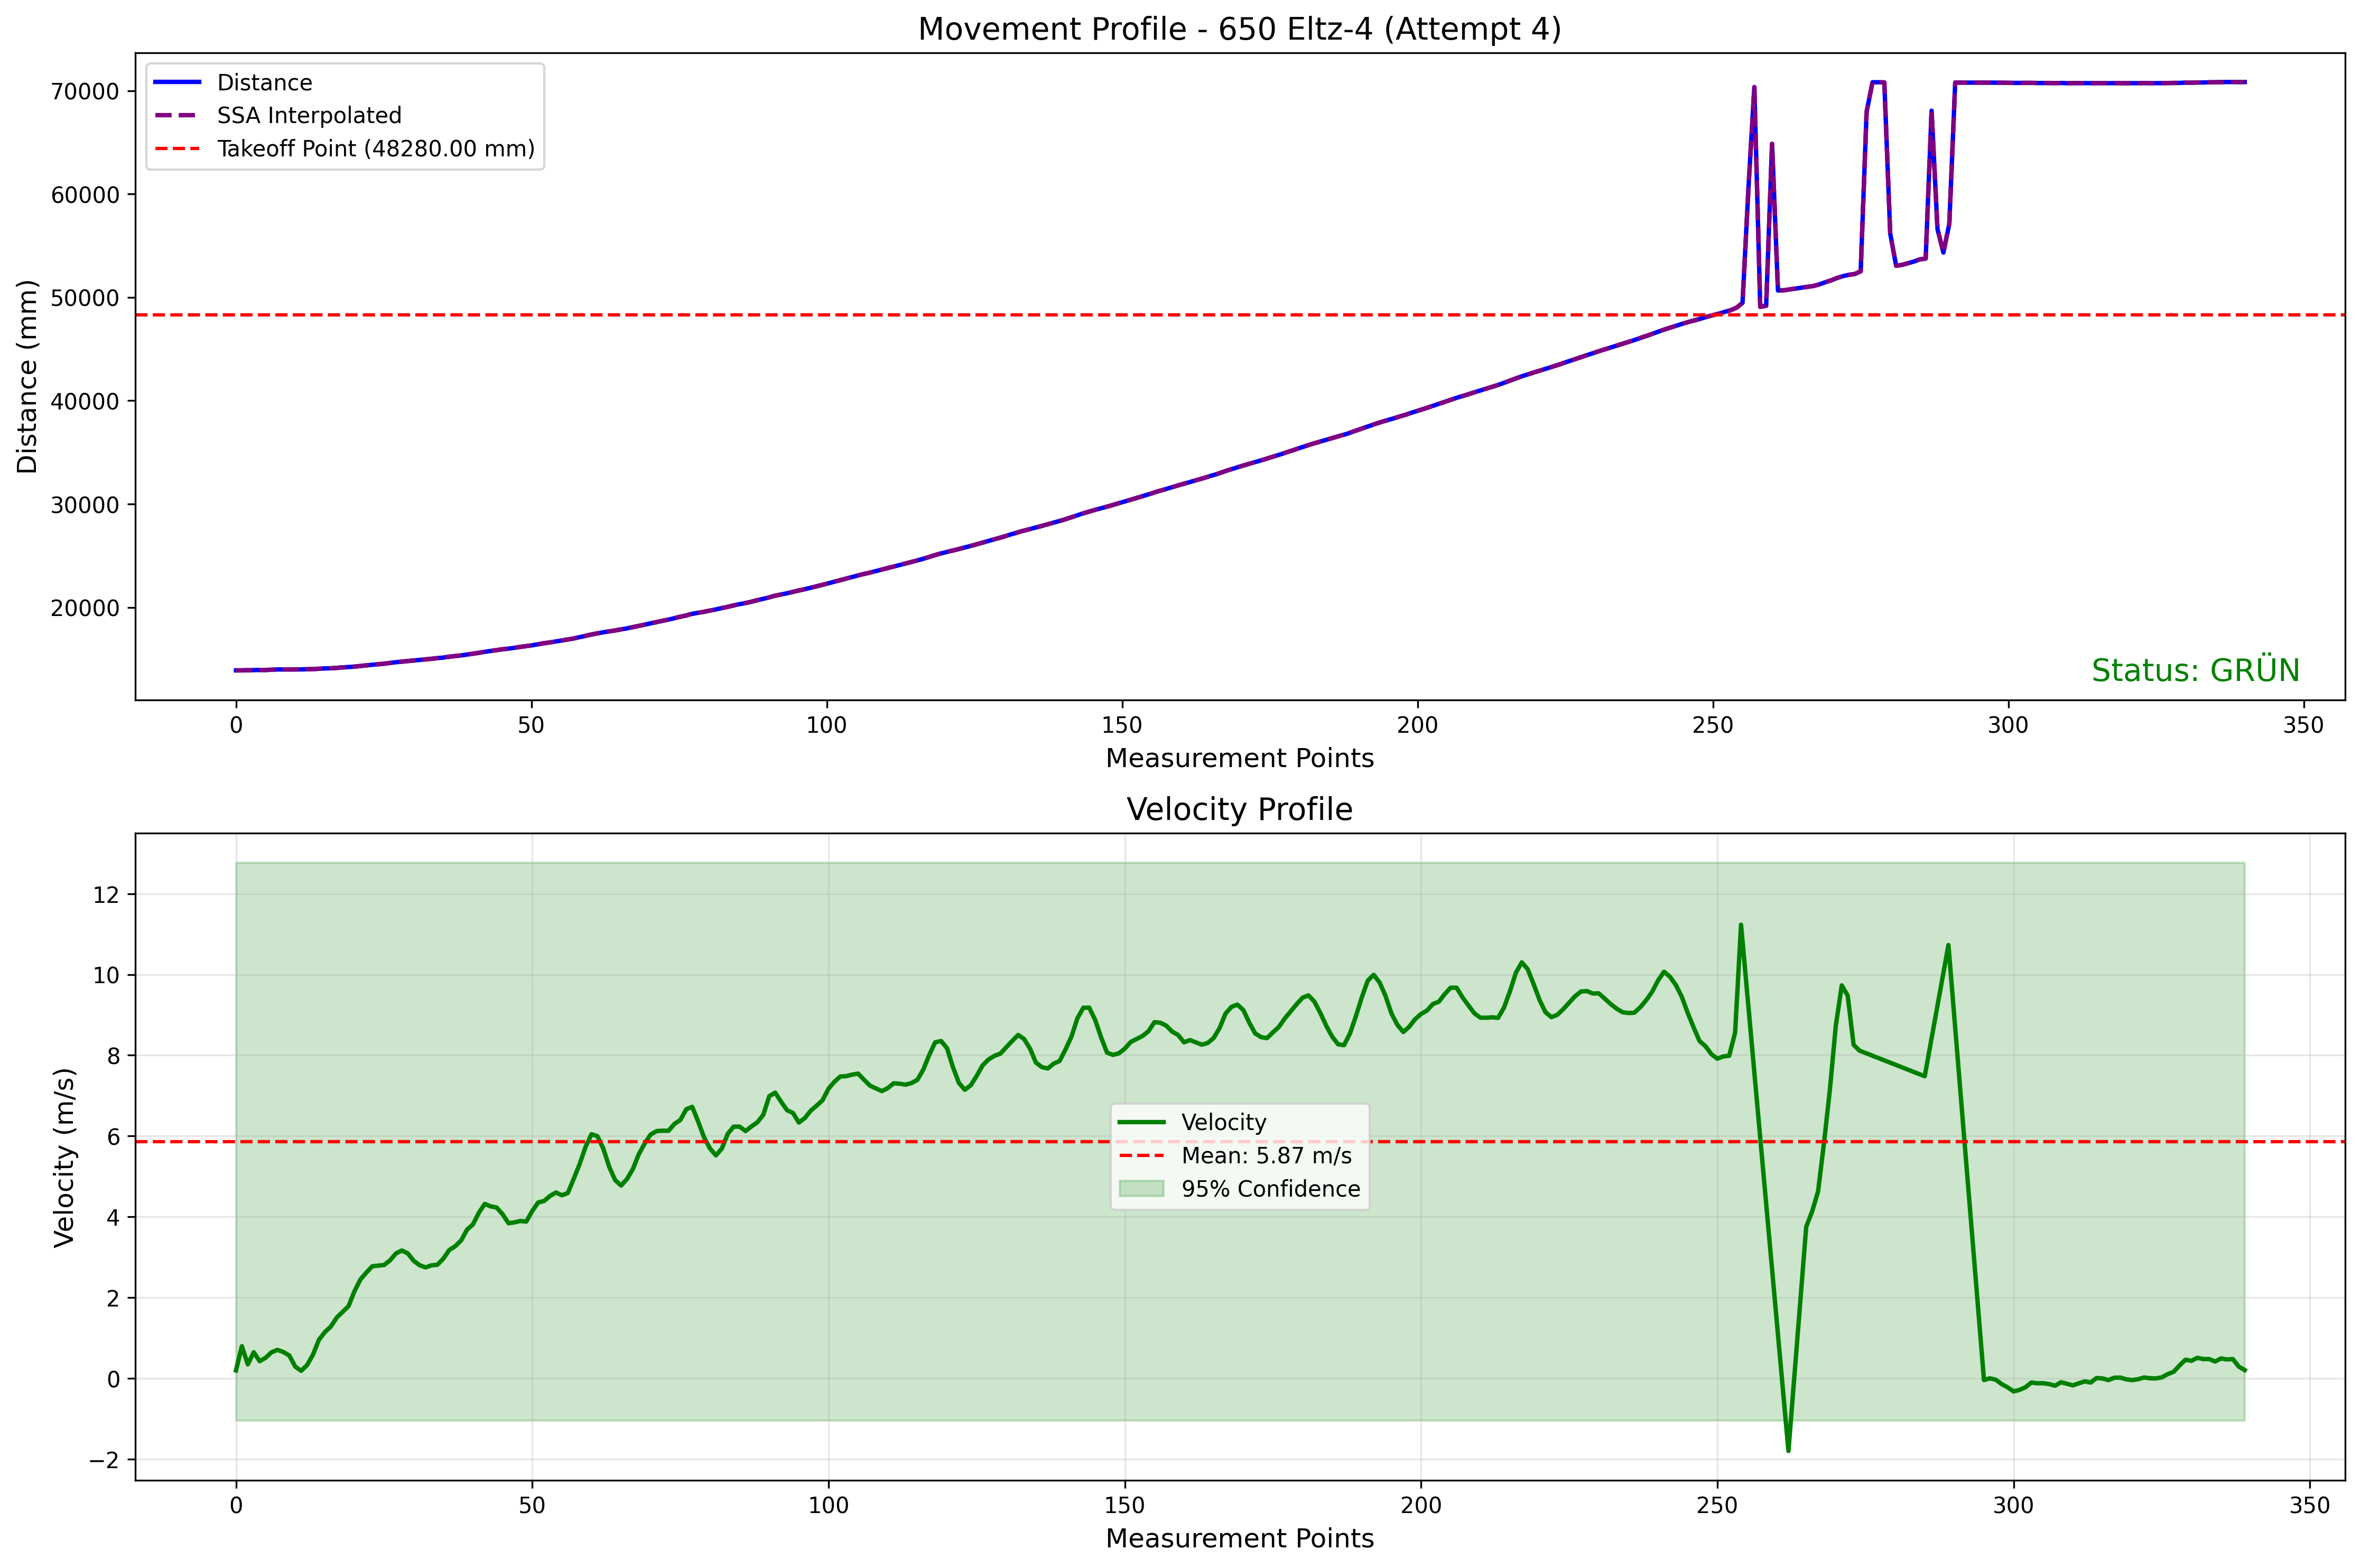 Movement Profile - 650 Eltz-4 (Attempt 4)
Distance
SSA Interpolated
Takeoff Point (48280.00 mm)
Distance (mm)
70000
60000
50000
40000
30000
20000
Status: GRÜN
0 50 100 150 200 250 300 350
Measurement Points
Velocity Profile
Velocity (m/s)
12
10
8
6
4
2
0
−2
Velocity
Mean: 5.87 m/s
95% Confidence
0 50 100 150 200 250 300 350
Measurement Points